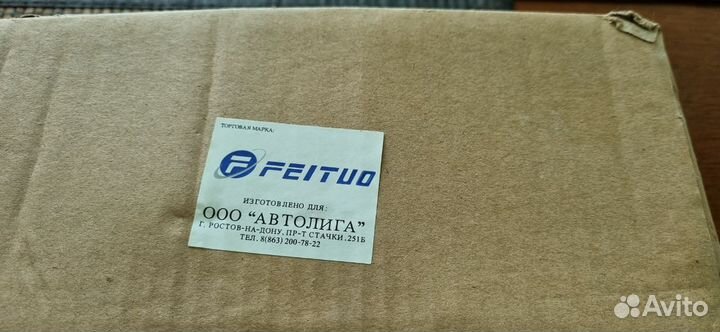 ТОРГОВАЯ МАРКА:
FEITUO
ИЗГОТОВЛЕНО ДЛЯ:
ООО "АВТОЛИГА"
Г. РОСТОВ-НА-ДОНУ, ПР-Т СТАЧКИ, 251Б
ТЕЛ. 8(863) 200-78-22
Avito